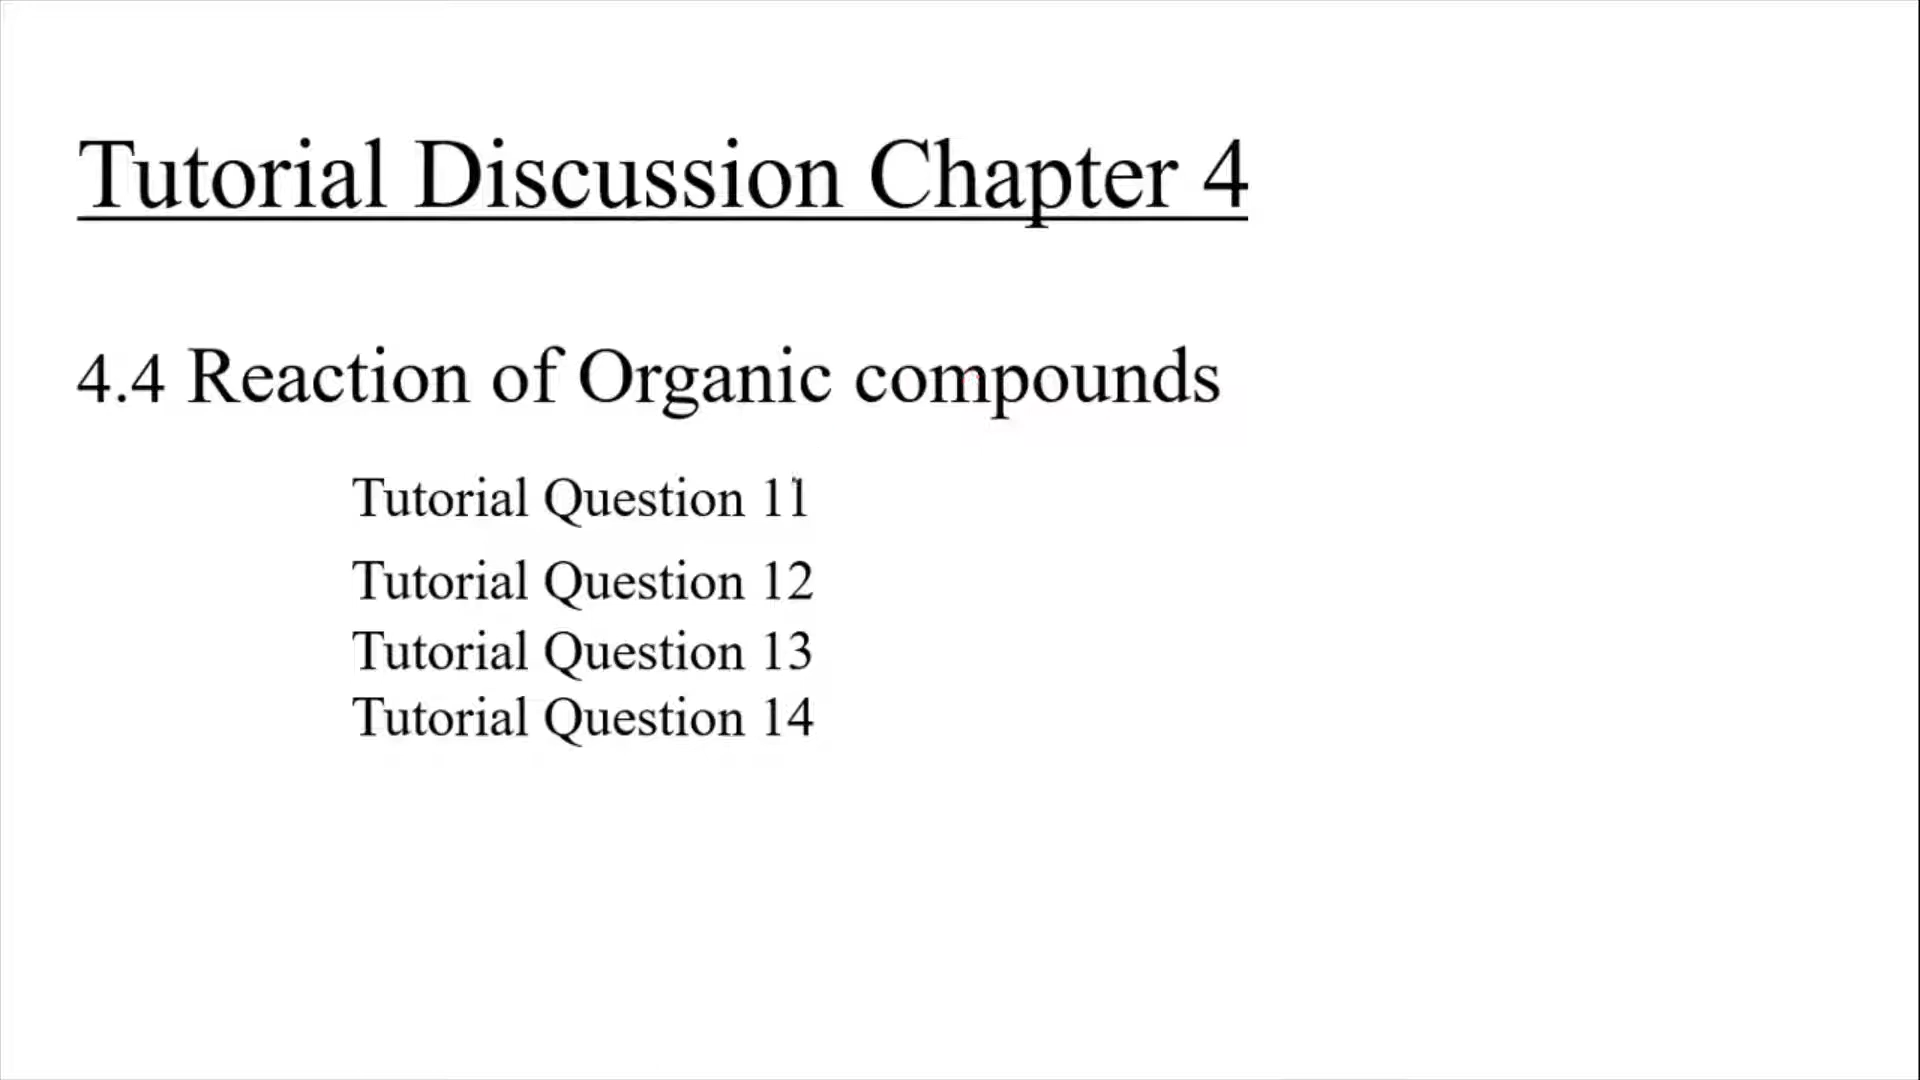 Tutorial Discussion Chapter 4
4.4 Reaction of Organic compounds
Tutorial Question 11
Tutorial Question 12
Tutorial Question 13
Tutorial Question 14